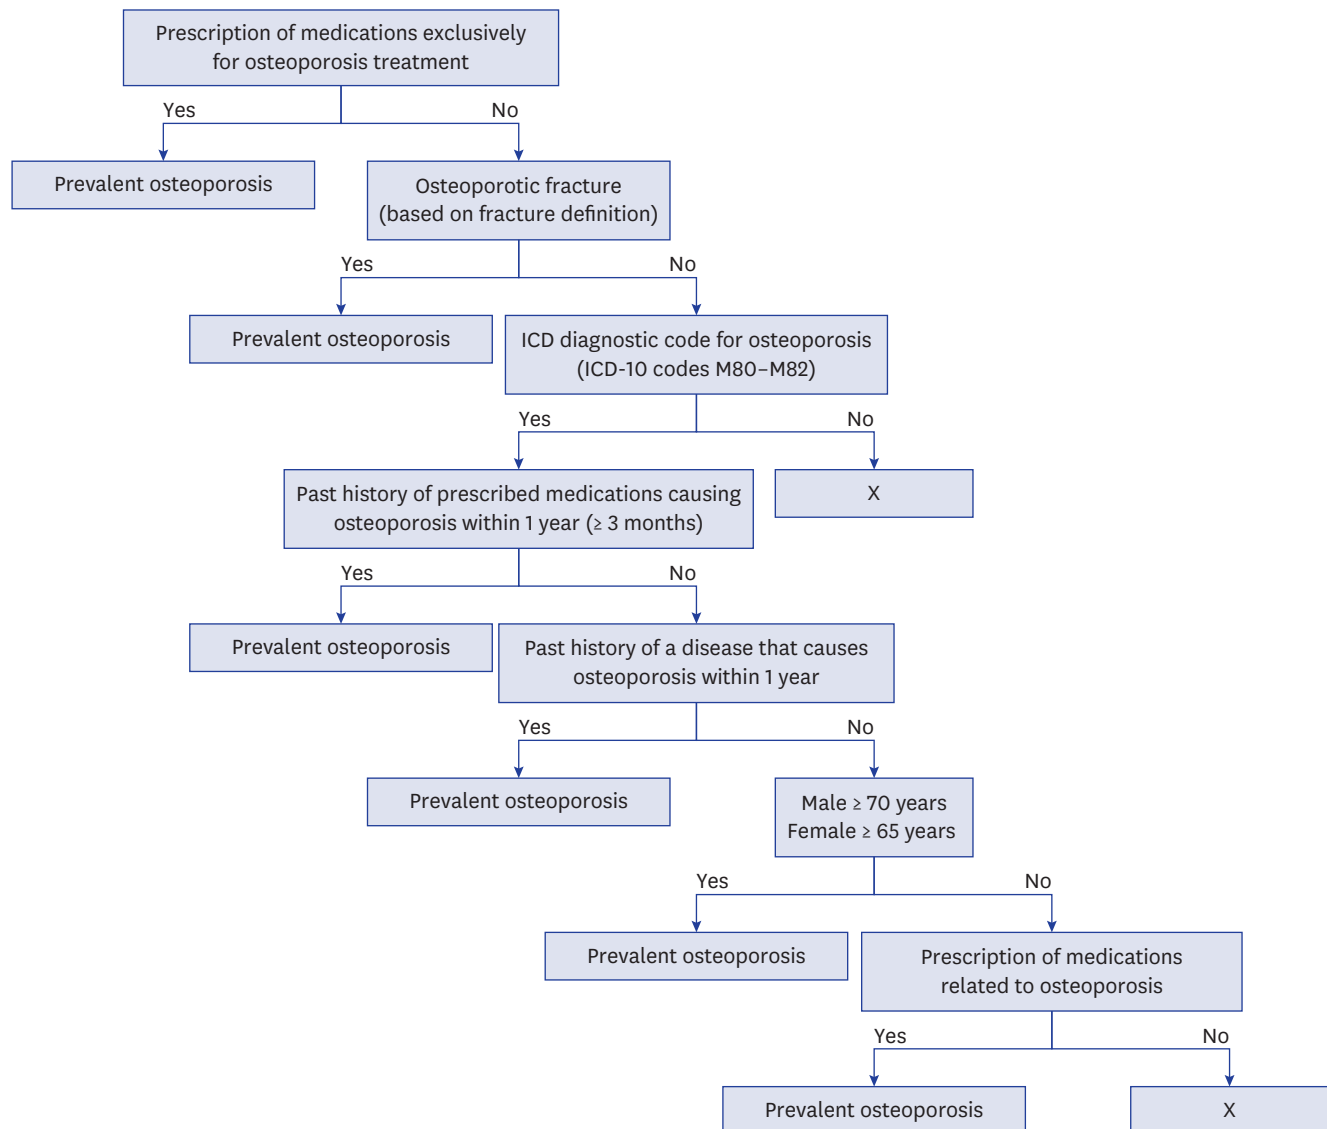 Prescription of medications exclusively
for osteoporosis treatment
Yes
No
Prevalent osteoporosis
Osteoporotic fracture
(based on fracture definition)
Yes
No
Prevalent osteoporosis
ICD diagnostic code for osteoporosis
(ICD-10 codes M80–M82)
Yes
No
Past history of prescribed medications causing
osteoporosis within 1 year (≥ 3 months)
X
Yes
No
Prevalent osteoporosis
Past history of a disease that causes
osteoporosis within 1 year
Yes
No
Prevalent osteoporosis
Male ≥ 70 years
Female ≥ 65 years
Yes
No
Prevalent osteoporosis
Prescription of medications
related to osteoporosis
Yes
No
Prevalent osteoporosis
X